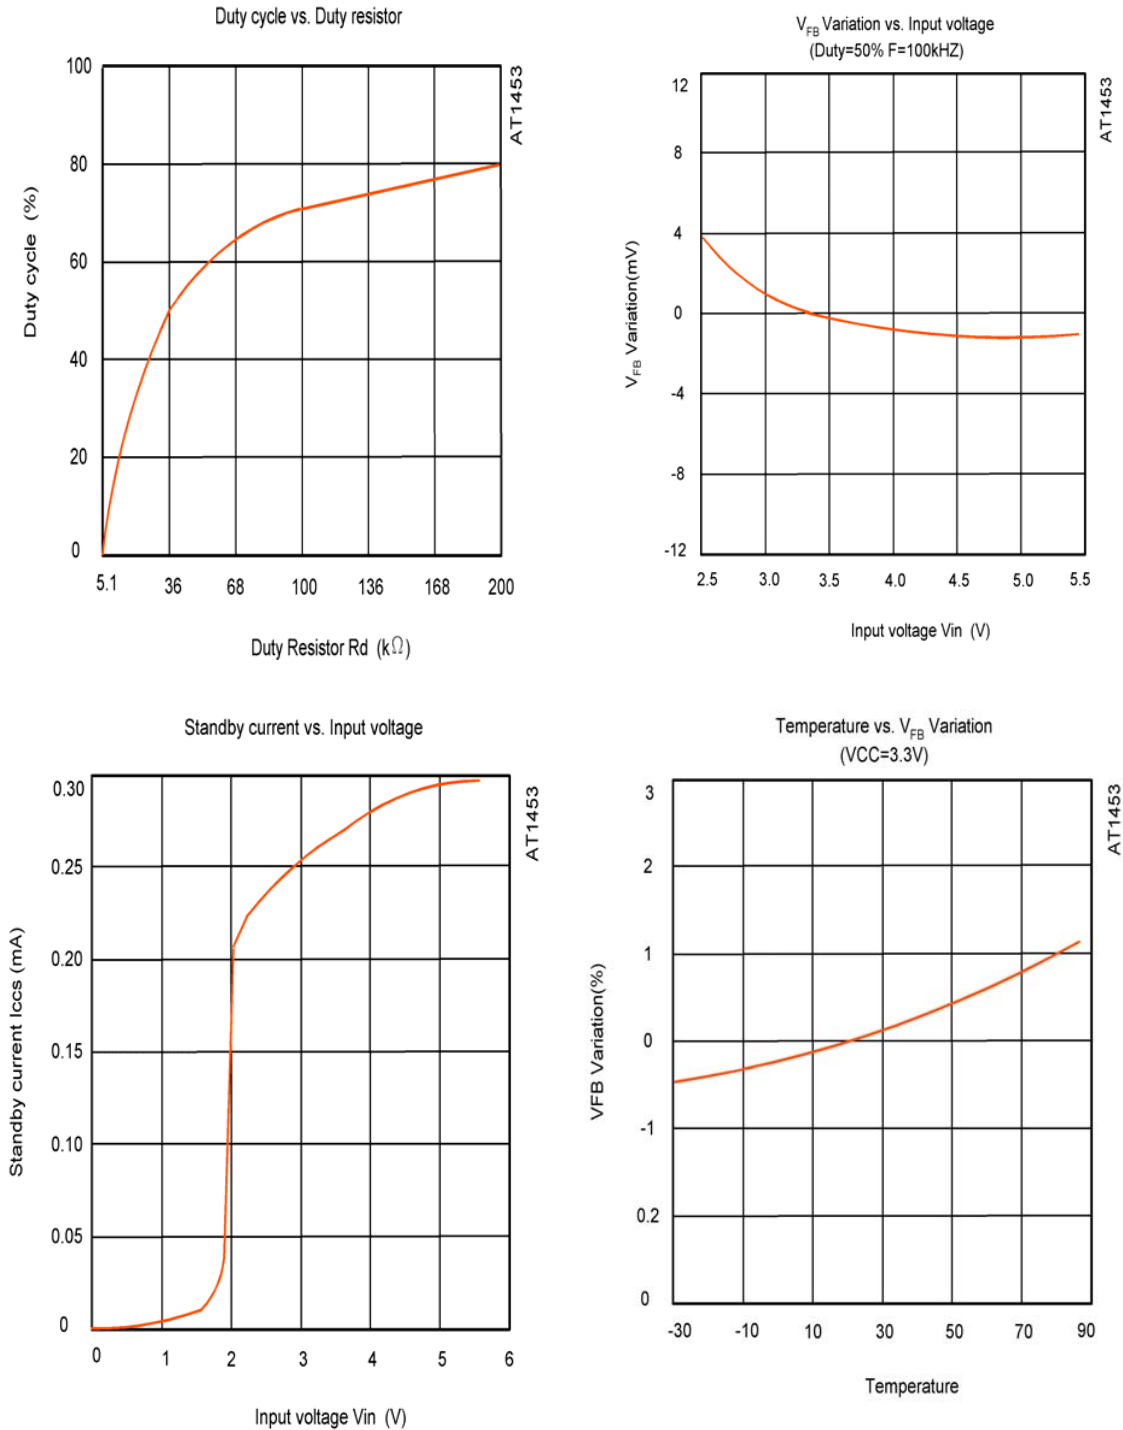 Duty cycle vs. Duty resistor
100
80
60
40
20
0
5.1 36 68 100 136 168 200
Duty cycle (%)
Duty Resistor Rd (kΩ)
AT1453
VFB Variation vs. Input voltage
(Duty=50% F=100kHZ)
12
8
4
0
-4
-8
-12
2.5 3.0 3.5 4.0 4.5 5.0 5.5
VFB Variation(mV)
Input voltage Vin (V)
AT1453
Standby current vs. Input voltage
0.30
0.25
0.20
0.15
0.10
0.05
0
0 1 2 3 4 5 6
Standby current Iccs (mA)
Input voltage Vin (V)
AT1453
Temperature vs. VFB Variation
(VCC=3.3V)
3
2
1
0
-1
0.2
0
-30 -10 10 30 50 70 90
VFB Variation(%)
Temperature
AT1453